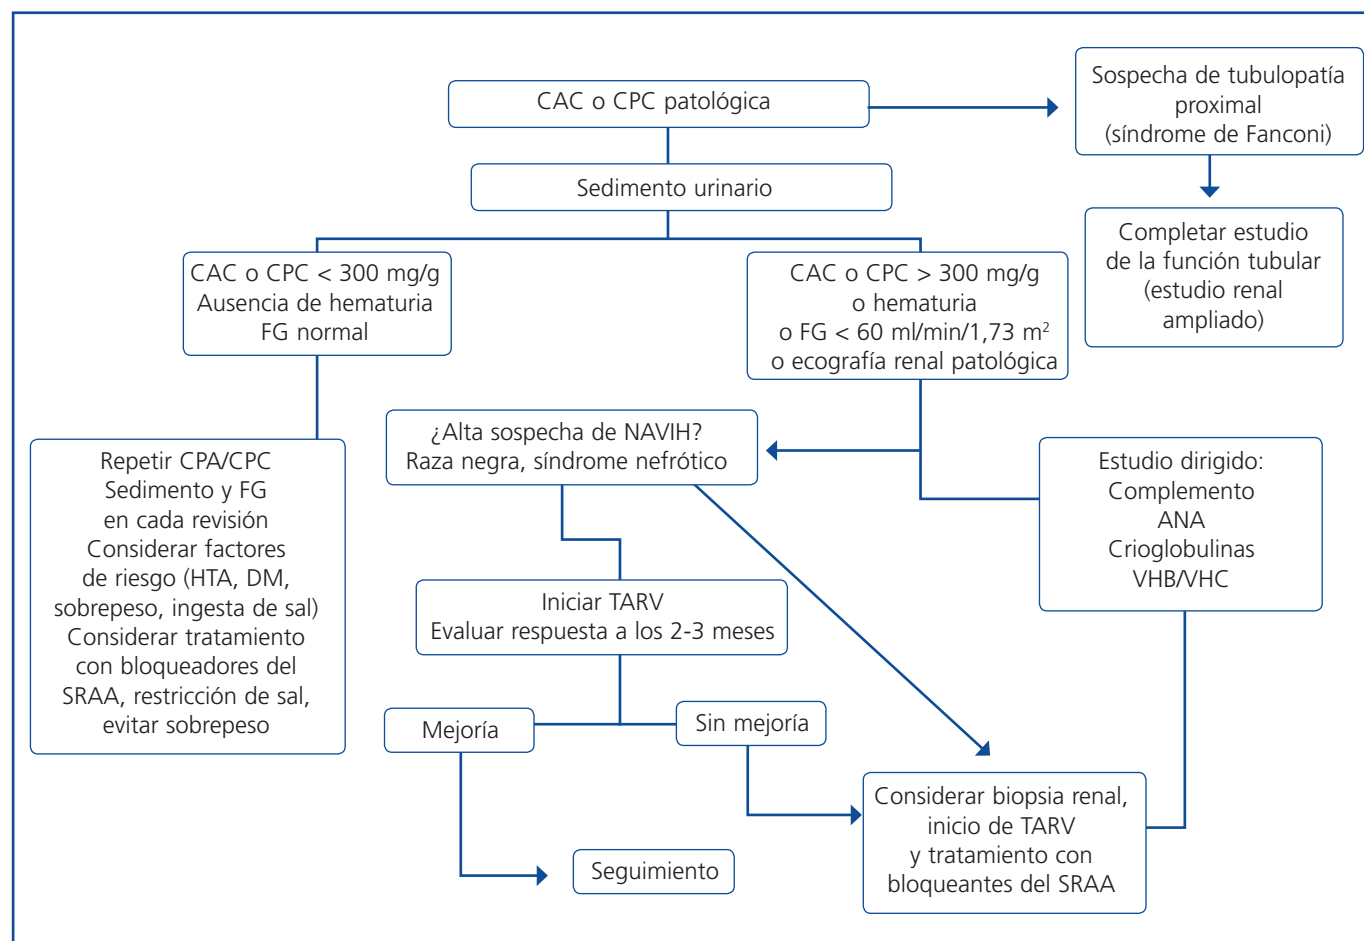 CAC o CPC patológica
Sospecha de tubulopatía
proximal
(síndrome de Fanconi)
Sedimento urinario
Completar estudio
de la función tubular
(estudio renal
ampliado)
CAC o CPC < 300 mg/g
Ausencia de hematuria
FG normal
CAC o CPC > 300 mg/g
o hematuria
o FG < 60 ml/min/1,73 m²
o ecografía renal patológica
¿Alta sospecha de NAVIH?
Raza negra, síndrome nefrótico
Repetir CPA/CPC
Sedimento y FG
en cada revisión
Considerar factores
de riesgo (HTA, DM,
sobrepeso, ingesta de sal)
Considerar tratamiento
con bloqueadores del
SRAA, restricción de sal,
evitar sobrepeso
Estudio dirigido:
Complemento
ANA
Crioglobulinas
VHB/VHC
Iniciar TARV
Evaluar respuesta a los 2-3 meses
Mejoría
Sin mejoría
Considerar biopsia renal,
inicio de TARV
y tratamiento con
bloqueantes del SRAA
Seguimiento